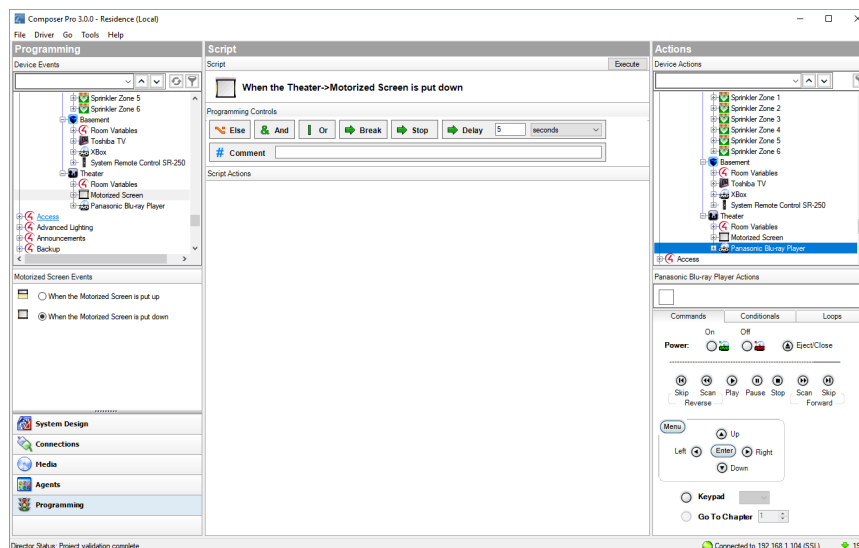 Composer Pro 3.0.0 - Residence (Local)
File Driver Go Tools Help
Programming
Device Events
Sprinkler Zone 5
Sprinkler Zone 6
Basement
Room Variables
Toshiba TV
XBox
System Remote Control SR-250
Theater
Room Variables
Motorized Screen
Panasonic Blu-ray Player
Access
Advanced Lighting
Announcements
Backup
Motorized Screen Events
When the Motorized Screen is put up
When the Motorized Screen is put down
System Design
Connections
Media
Agents
Programming
Script
Script Execute
When the Theater->Motorized Screen is put down
Programming Controls
Else And Or Break Stop Delay 5 seconds
# Comment
Script Actions
Actions
Device Actions
Sprinkler Zone 1
Sprinkler Zone 2
Sprinkler Zone 3
Sprinkler Zone 4
Sprinkler Zone 5
Sprinkler Zone 6
Basement
Room Variables
Toshiba TV
XBox
System Remote Control SR-250
Theater
Room Variables
Motorized Screen
Panasonic Blu-ray Player
Access
Panasonic Blu-ray Player Actions
Commands Conditionals Loops
On Off
Power: Eject/Close
Skip Scan Play Pause Stop Scan Skip
Reverse Forward
Menu
Up
Left Enter Right
Down
Keypad
Go To Chapter 1
Director Status: Project validation complete. Connected to 192.168.1.104 (SSL) 15